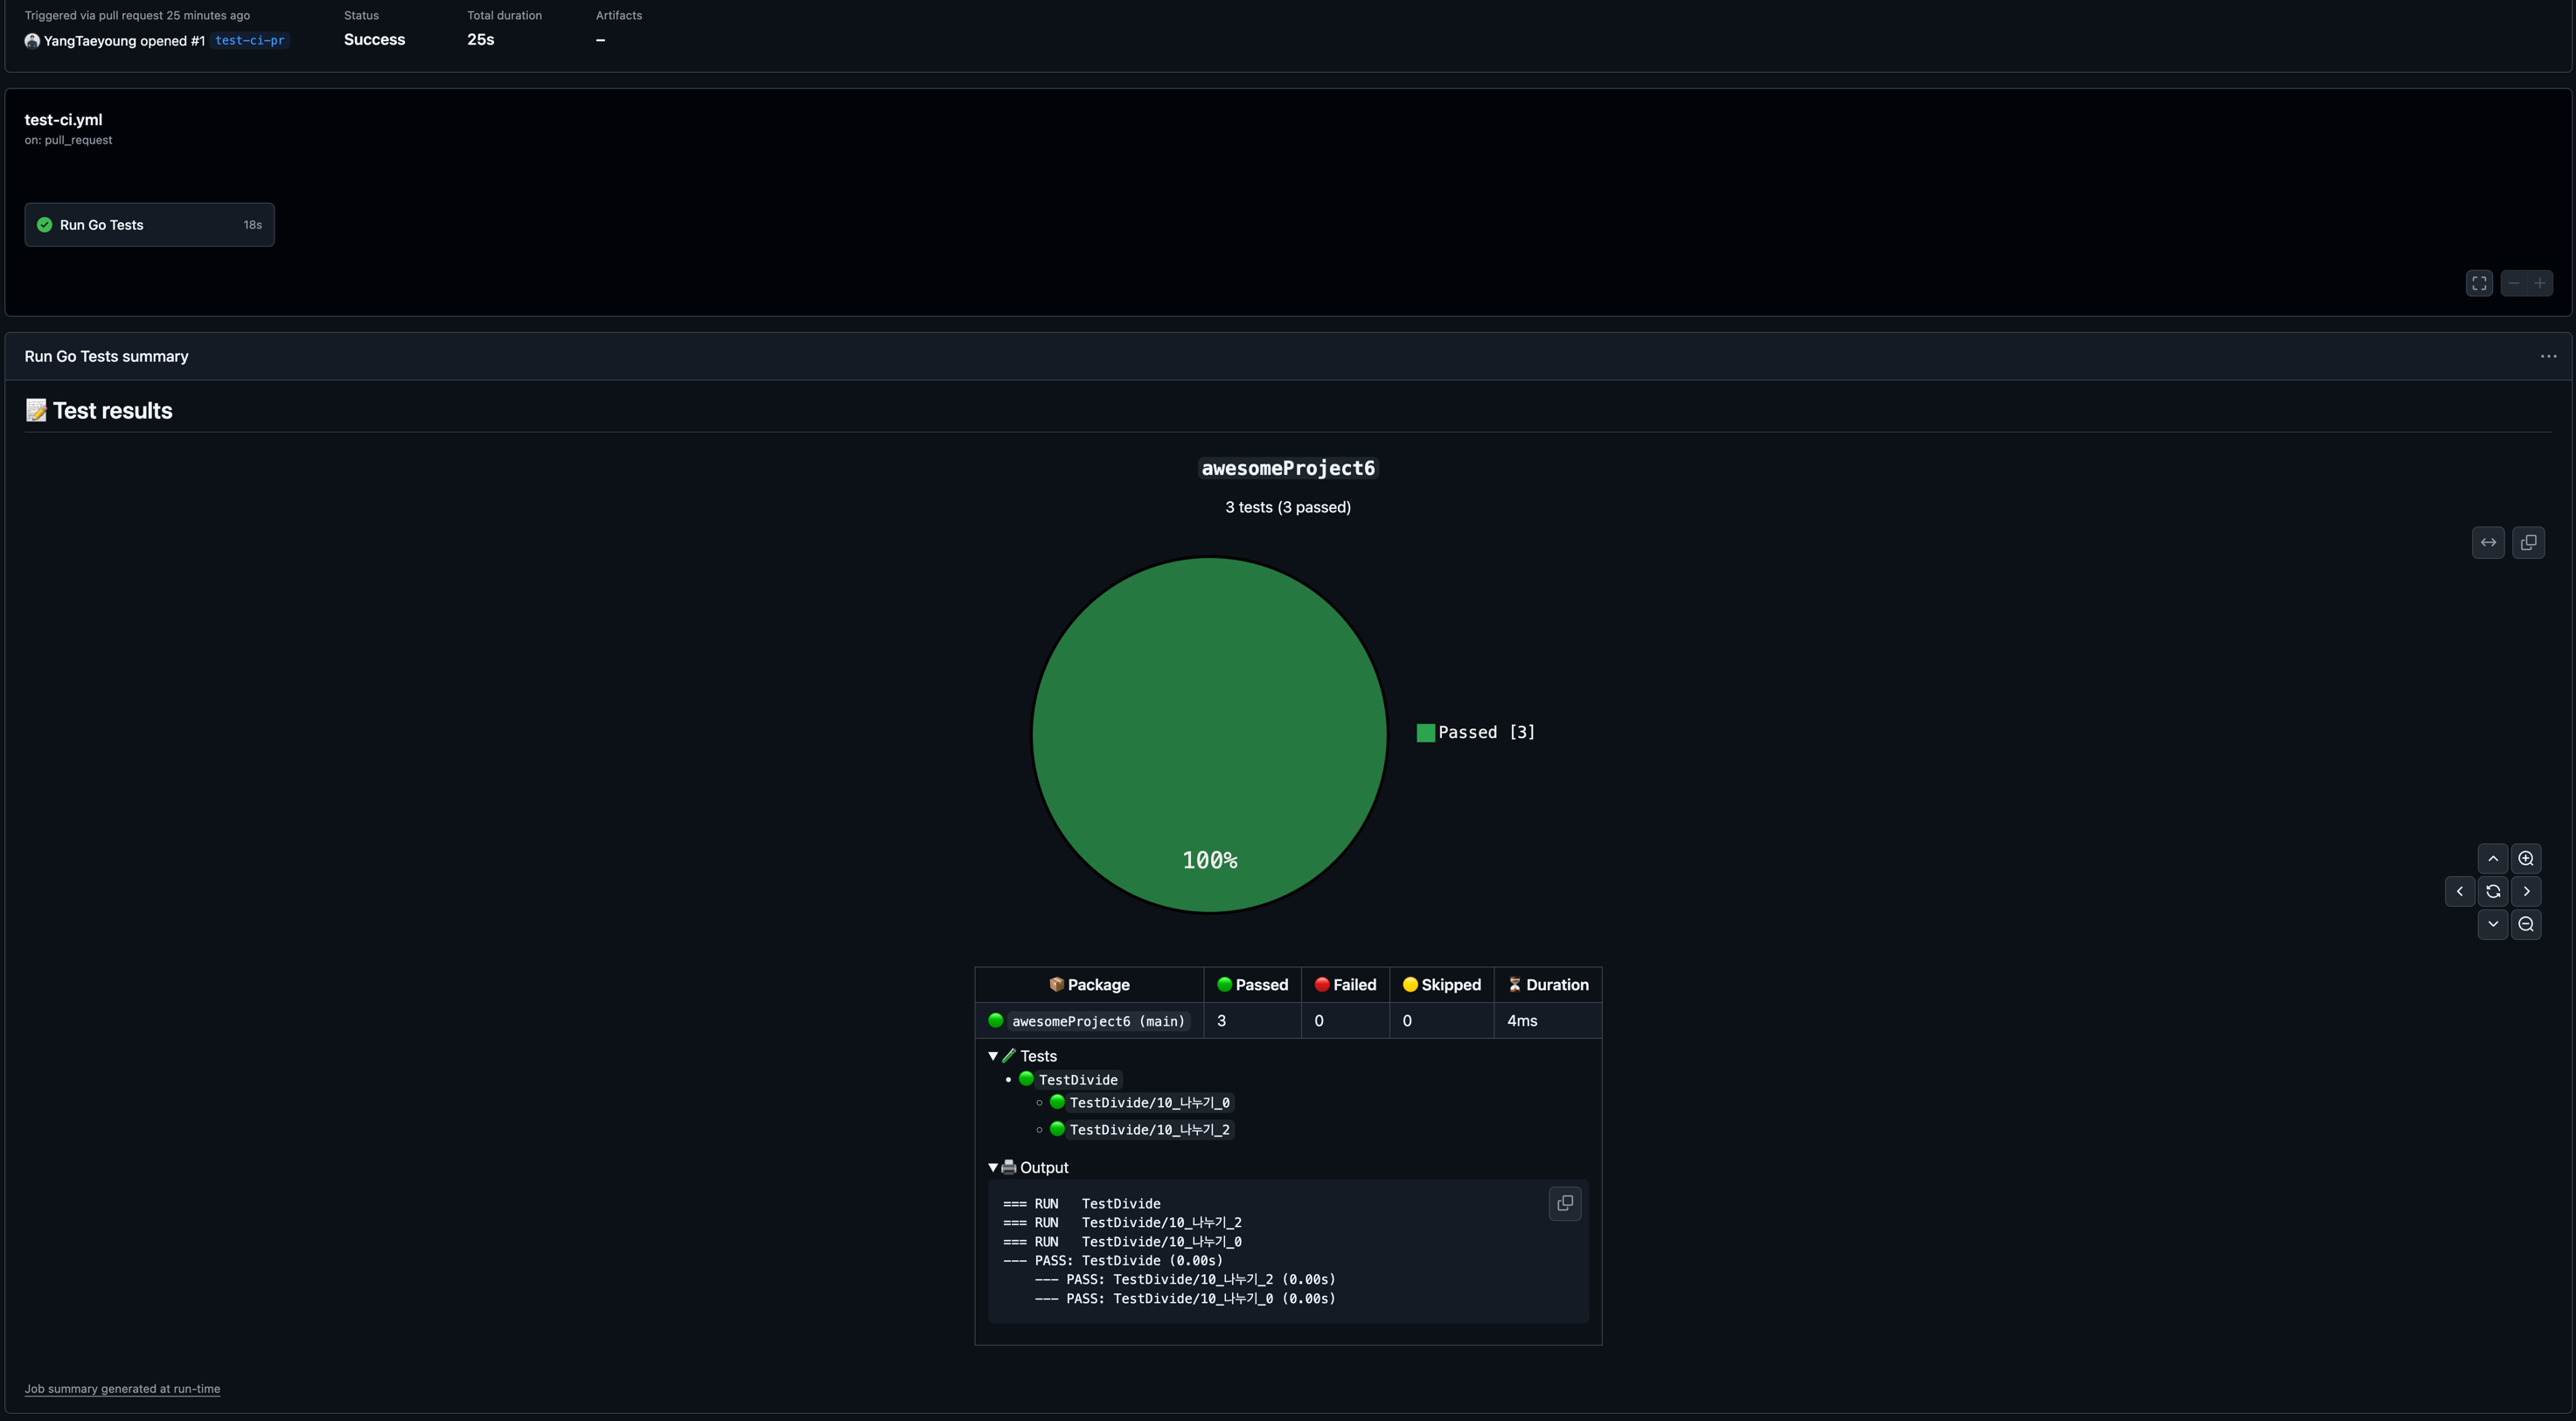 Triggered via pull request 25 minutes ago
YangTaeyoung opened #1 test-ci-pr
Status
Success
Total duration
25s
Artifacts
–
test-ci.yml
on: pull_request
Run Go Tests 18s
Run Go Tests summary
Test results
awesomeProject6
3 tests (3 passed)
Passed [3]
100%
Package Passed Failed Skipped Duration
awesomeProject6 (main) 3 0 0 4ms
Tests
TestDivide
TestDivide/10_나누기_0
TestDivide/10_나누기_2
Output
=== RUN   TestDivide
=== RUN   TestDivide/10_나누기_2
=== RUN   TestDivide/10_나누기_0
--- PASS: TestDivide (0.00s)
    --- PASS: TestDivide/10_나누기_2 (0.00s)
    --- PASS: TestDivide/10_나누기_0 (0.00s)
Job summary generated at run-time